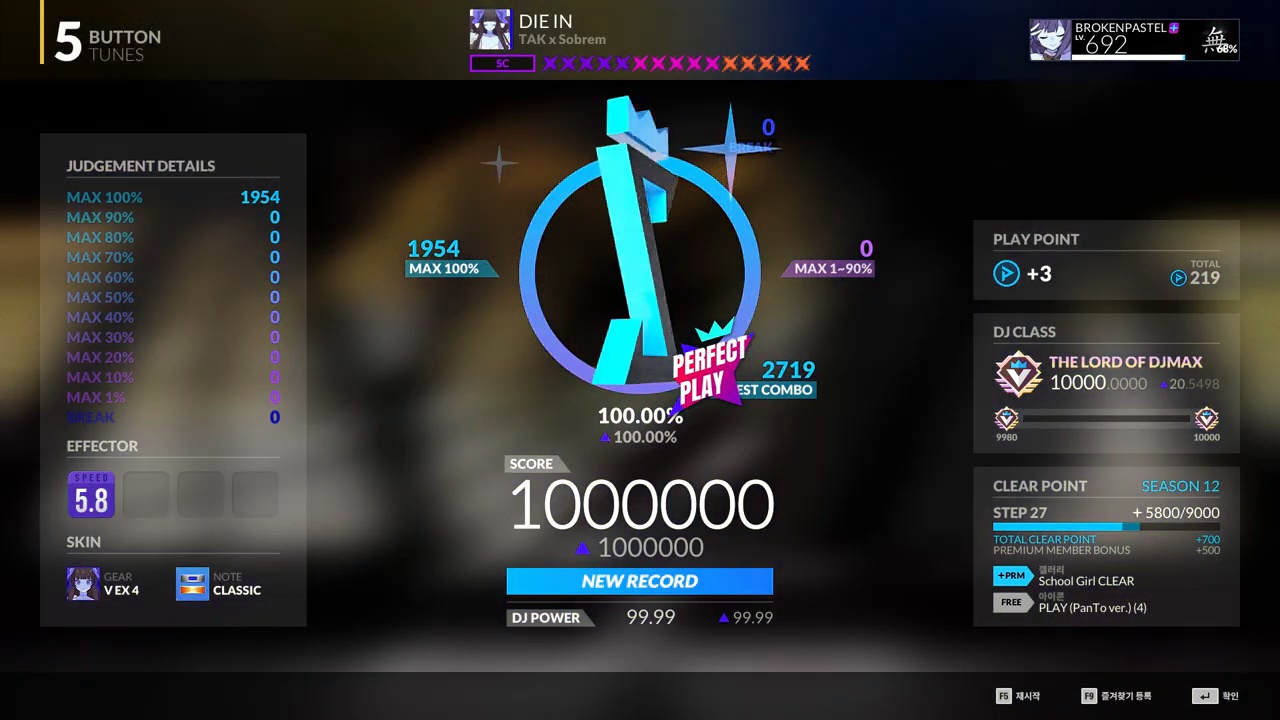 5 BUTTON
TUNES
DIE IN
TAK x Sobrem
SC
BROKENPASTEL
LV. 692
無
68%
JUDGEMENT DETAILS
MAX 100% 1954
MAX 90% 0
MAX 80% 0
MAX 70% 0
MAX 60% 0
MAX 50% 0
MAX 40% 0
MAX 30% 0
MAX 20% 0
MAX 10% 0
MAX 1% 0
BREAK 0
EFFECTOR
SPEED
5.8
SKIN
GEAR
V EX 4
NOTE
CLASSIC
0
BREAK
1954
MAX 100%
0
MAX 1~90%
PERFECT
PLAY
2719
EST COMBO
100.00%
▲ 100.00%
SCORE
1000000
▲ 1000000
NEW RECORD
DJ POWER 99.99 ▲ 99.99
PLAY POINT
+3
TOTAL
219
DJ CLASS
THE LORD OF DJMAX
10000.0000 ▲20.5498
9980 10000
CLEAR POINT SEASON 12
STEP 27 + 5800/9000
TOTAL CLEAR POINT +700
PREMIUM MEMBER BONUS +500
+PRM 갤러리
School Girl CLEAR
FREE 아이콘
PLAY (PanTo ver.) (4)
F5 재시작 F9 즐겨찾기 등록 확인